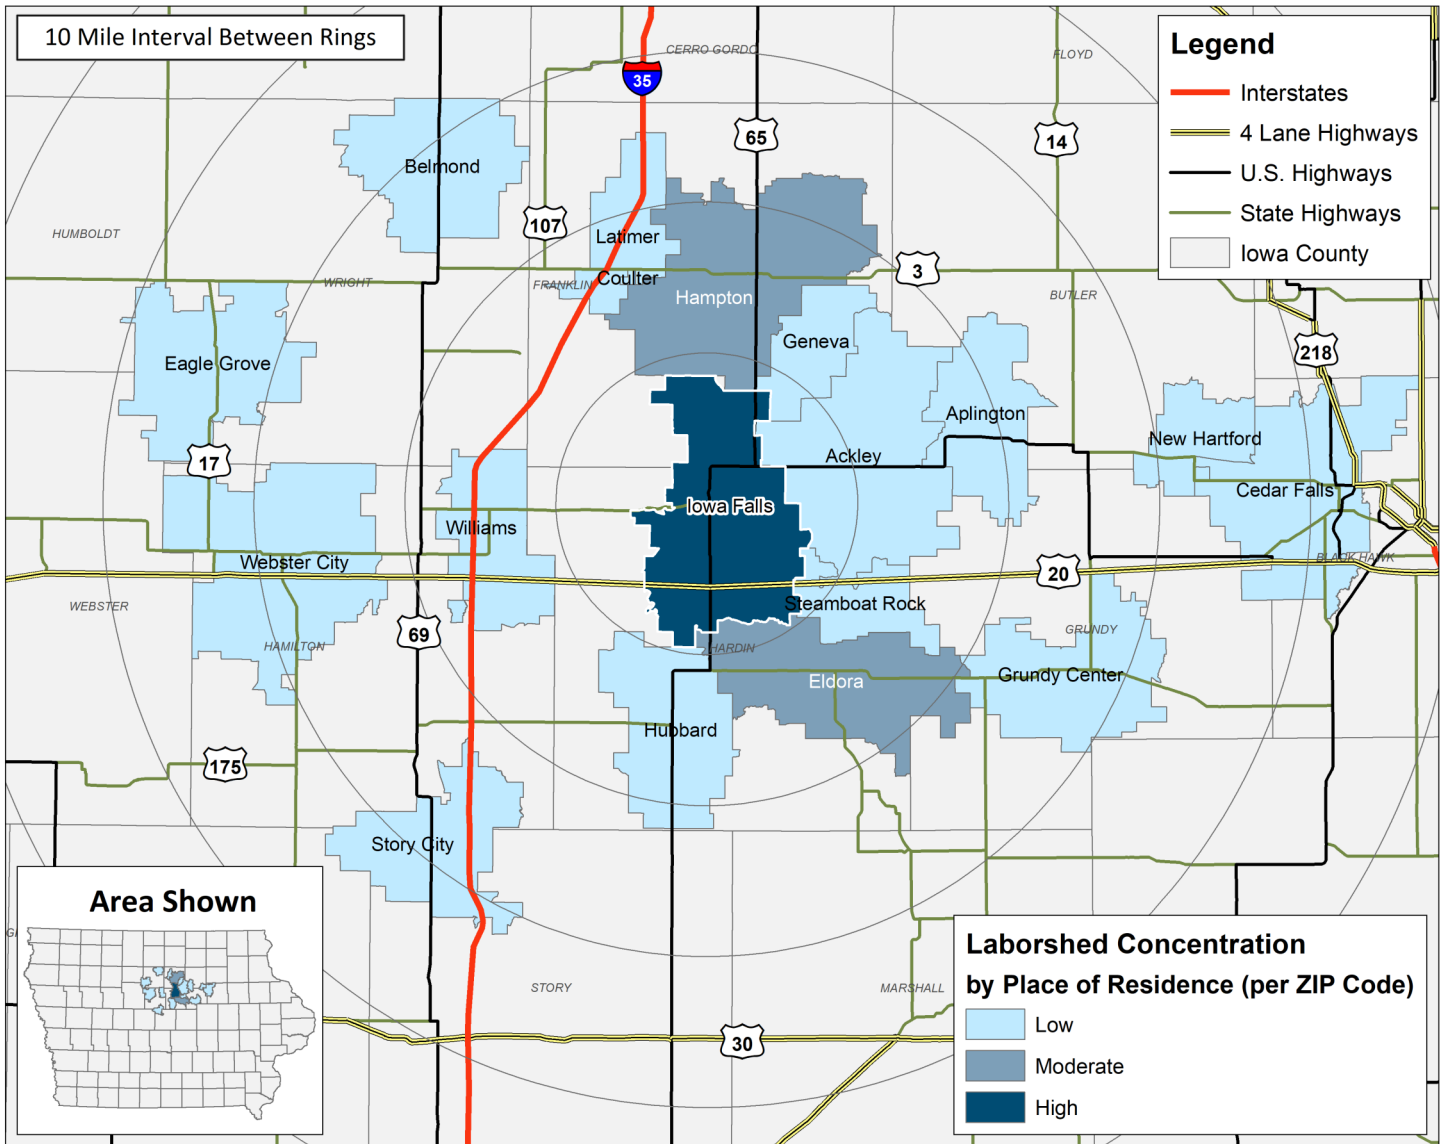 10 Mile Interval Between Rings
CERRO GORDO
FLOYD
Legend
Interstates
4 Lane Highways
U.S. Highways
State Highways
Iowa County
35
65
14
Belmond
107
Latimer
HUMBOLDT
3
WRIGHT
FRANKLIN
Coulter
Hampton
BUTLER
Geneva
218
Eagle Grove
Aplington
New Hartford
17
Ackley
Cedar Falls
Iowa Falls
Williams
Webster City
BLACK HAWK
20
WEBSTER
Steamboat Rock
69
GRUNDY
HAMILTON
HARDIN
Eldora
Grundy Center
Hubbard
175
Story City
Area Shown
STORY
MARSHALL
30
Laborshed Concentration
by Place of Residence (per ZIP Code)
Low
Moderate
High